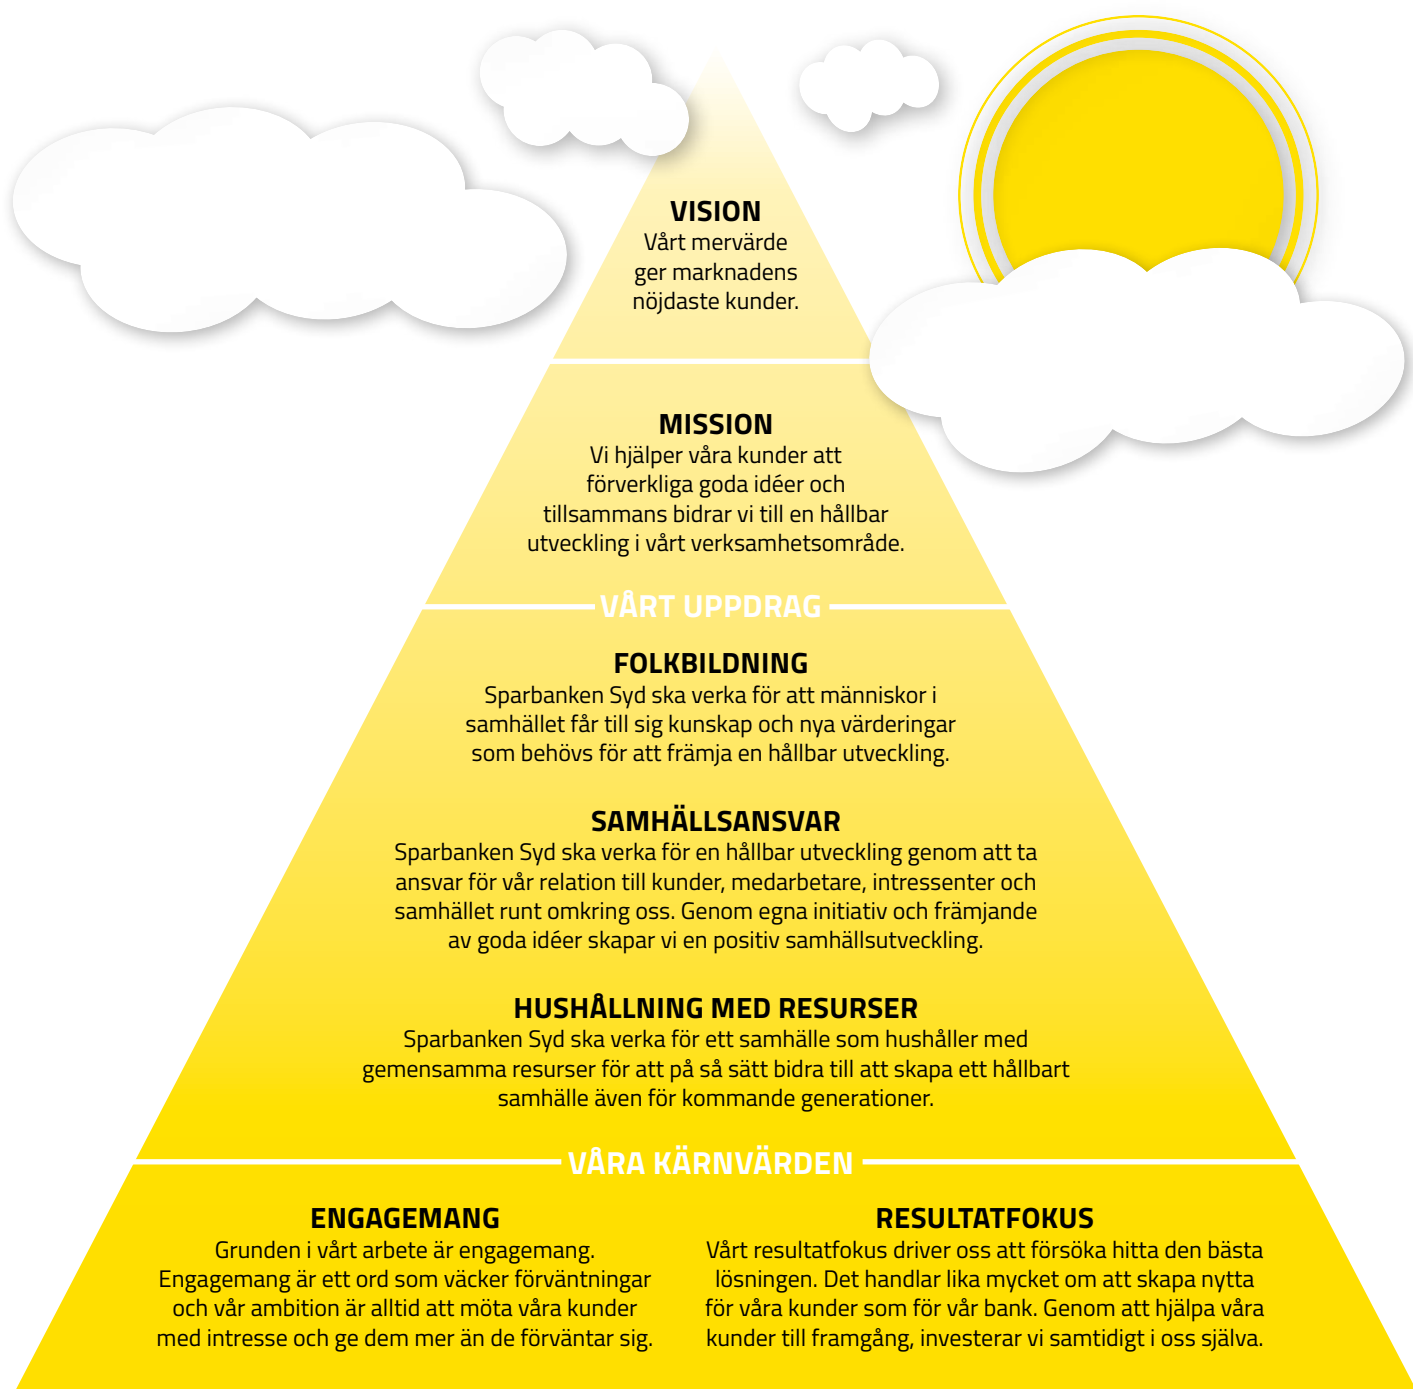 VISION
Vårt mervärde
ger marknadens
nöjdaste kunder.
MISSION
Vi hjälper våra kunder att
förverkliga goda idéer och
tillsammans bidrar vi till en hållbar
utveckling i vårt verksamhetsområde.
VÅRT UPPDRAG
FOLKBILDNING
Sparbanken Syd ska verka för att människor i
samhället får till sig kunskap och nya värderingar
som behövs för att främja en hållbar utveckling.
SAMHÄLLSANSVAR
Sparbanken Syd ska verka för en hållbar utveckling genom att ta
ansvar för vår relation till kunder, medarbetare, intressenter och
samhället runt omkring oss. Genom egna initiativ och främjande
av goda idéer skapar vi en positiv samhällsutveckling.
HUSHÅLLNING MED RESURSER
Sparbanken Syd ska verka för ett samhälle som hushåller med
gemensamma resurser för att på så sätt bidra till att skapa ett hållbart
samhälle även för kommande generationer.
VÅRA KÄRNVÄRDEN
ENGAGEMANG
Grunden i vårt arbete är engagemang.
Engagemang är ett ord som väcker förväntningar
och vår ambition är alltid att möta våra kunder
med intresse och ge dem mer än de förväntar sig.
RESULTATFOKUS
Vårt resultatfokus driver oss att försöka hitta den bästa
lösningen. Det handlar lika mycket om att skapa nytta
för våra kunder som för vår bank. Genom att hjälpa våra
kunder till framgång, investerar vi samtidigt i oss själva.